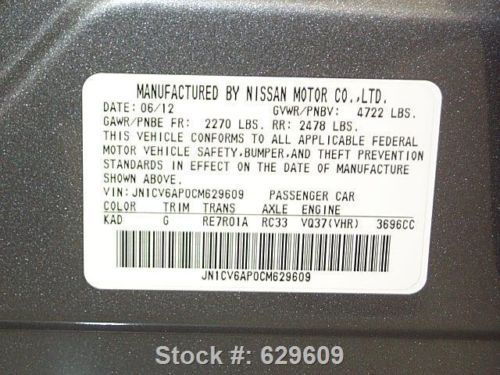 MANUFACTURED BY NISSAN MOTOR CO.,LTD.
DATE: 06/12 GVWR/PNBV: 4722 LBS.
GAWR/PNBE FR: 2270 LBS. RR: 2478 LBS.
THIS VEHICLE CONFORMS TO ALL APPLICABLE FEDERAL
MOTOR VEHICLE SAFETY,BUMPER,AND THEFT PREVENTION
STANDARDS IN EFFECT ON THE DATE OF MANUFACTURE
SHOWN ABOVE.
VIN: JN1CV6AP0CM629609 PASSENGER CAR
COLOR TRIM TRANS AXLE ENGINE
KAD G RE7R01A RC33 VQ37(VHR) 3696CC
JN1CV6AP0CM629609
Stock #: 629609